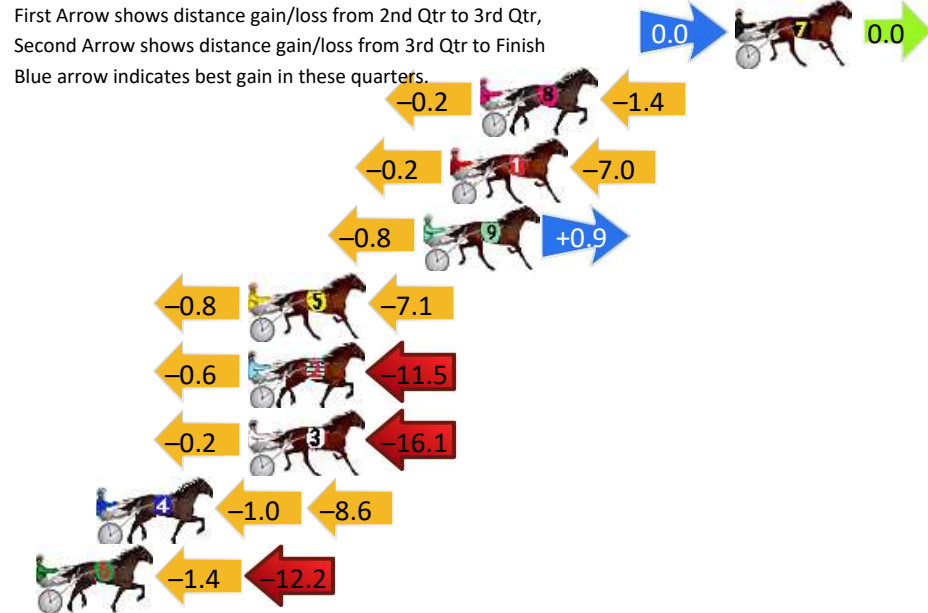 First Arrow shows distance gain/loss from 2nd Qtr to 3rd Qtr,
Second Arrow shows distance gain/loss from 3rd Qtr to Finish
Blue arrow indicates best gain in these quarters.
0.0 7 0.0
–0.2 8 –1.4
–0.2 1 –7.0
–0.8 9 +0.9
–0.8 5 –7.1
–0.6 2 –11.5
–0.2 3 –16.1
4 –1.0 –8.6
6 –1.4 –12.2